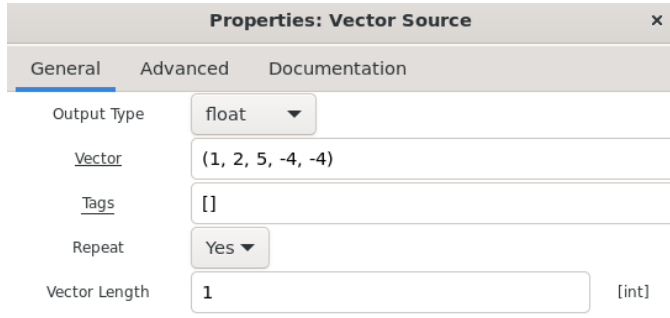 Properties: Vector Source ×
General Advanced Documentation
Output Type float
Vector (1, 2, 5, -4, -4)
Tags []
Repeat Yes
Vector Length 1 [int]